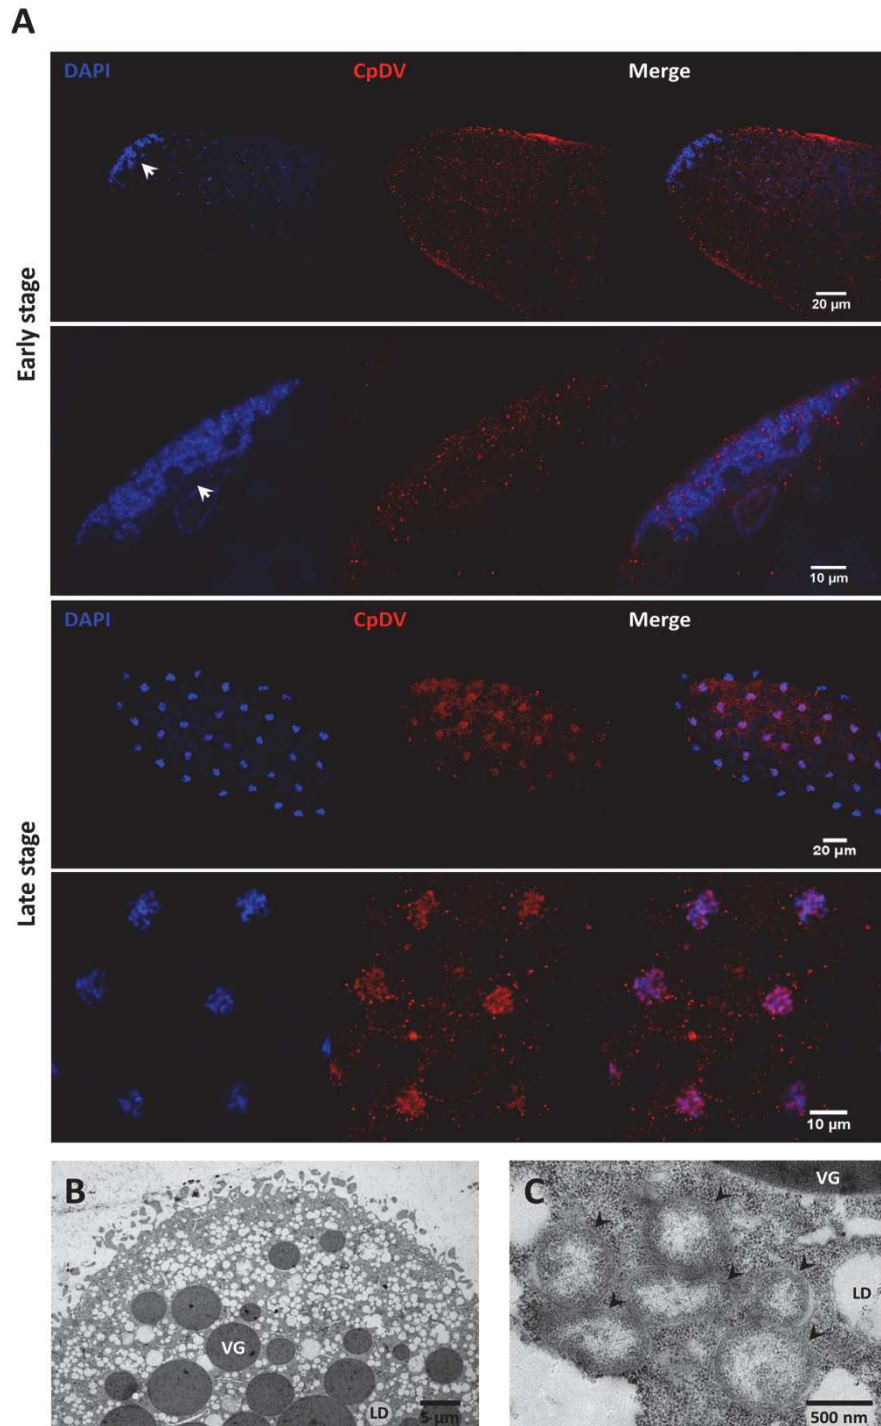 A
DAPI CpDV Merge
20 µm
Early stage
10 µm
DAPI CpDV Merge
20 µm
Late stage
10 µm
B
VG
LD
5 µm
C
VG
LD
500 nm